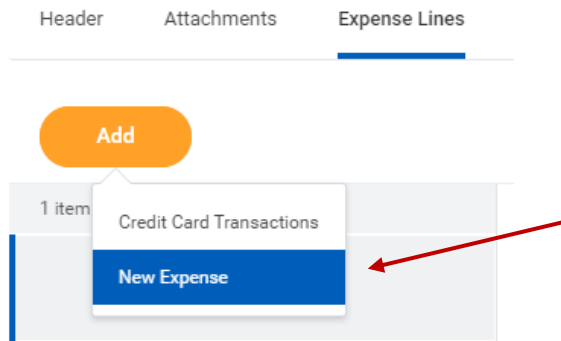 Header Attachments Expense Lines
Add
1 item
Credit Card Transactions
New Expense